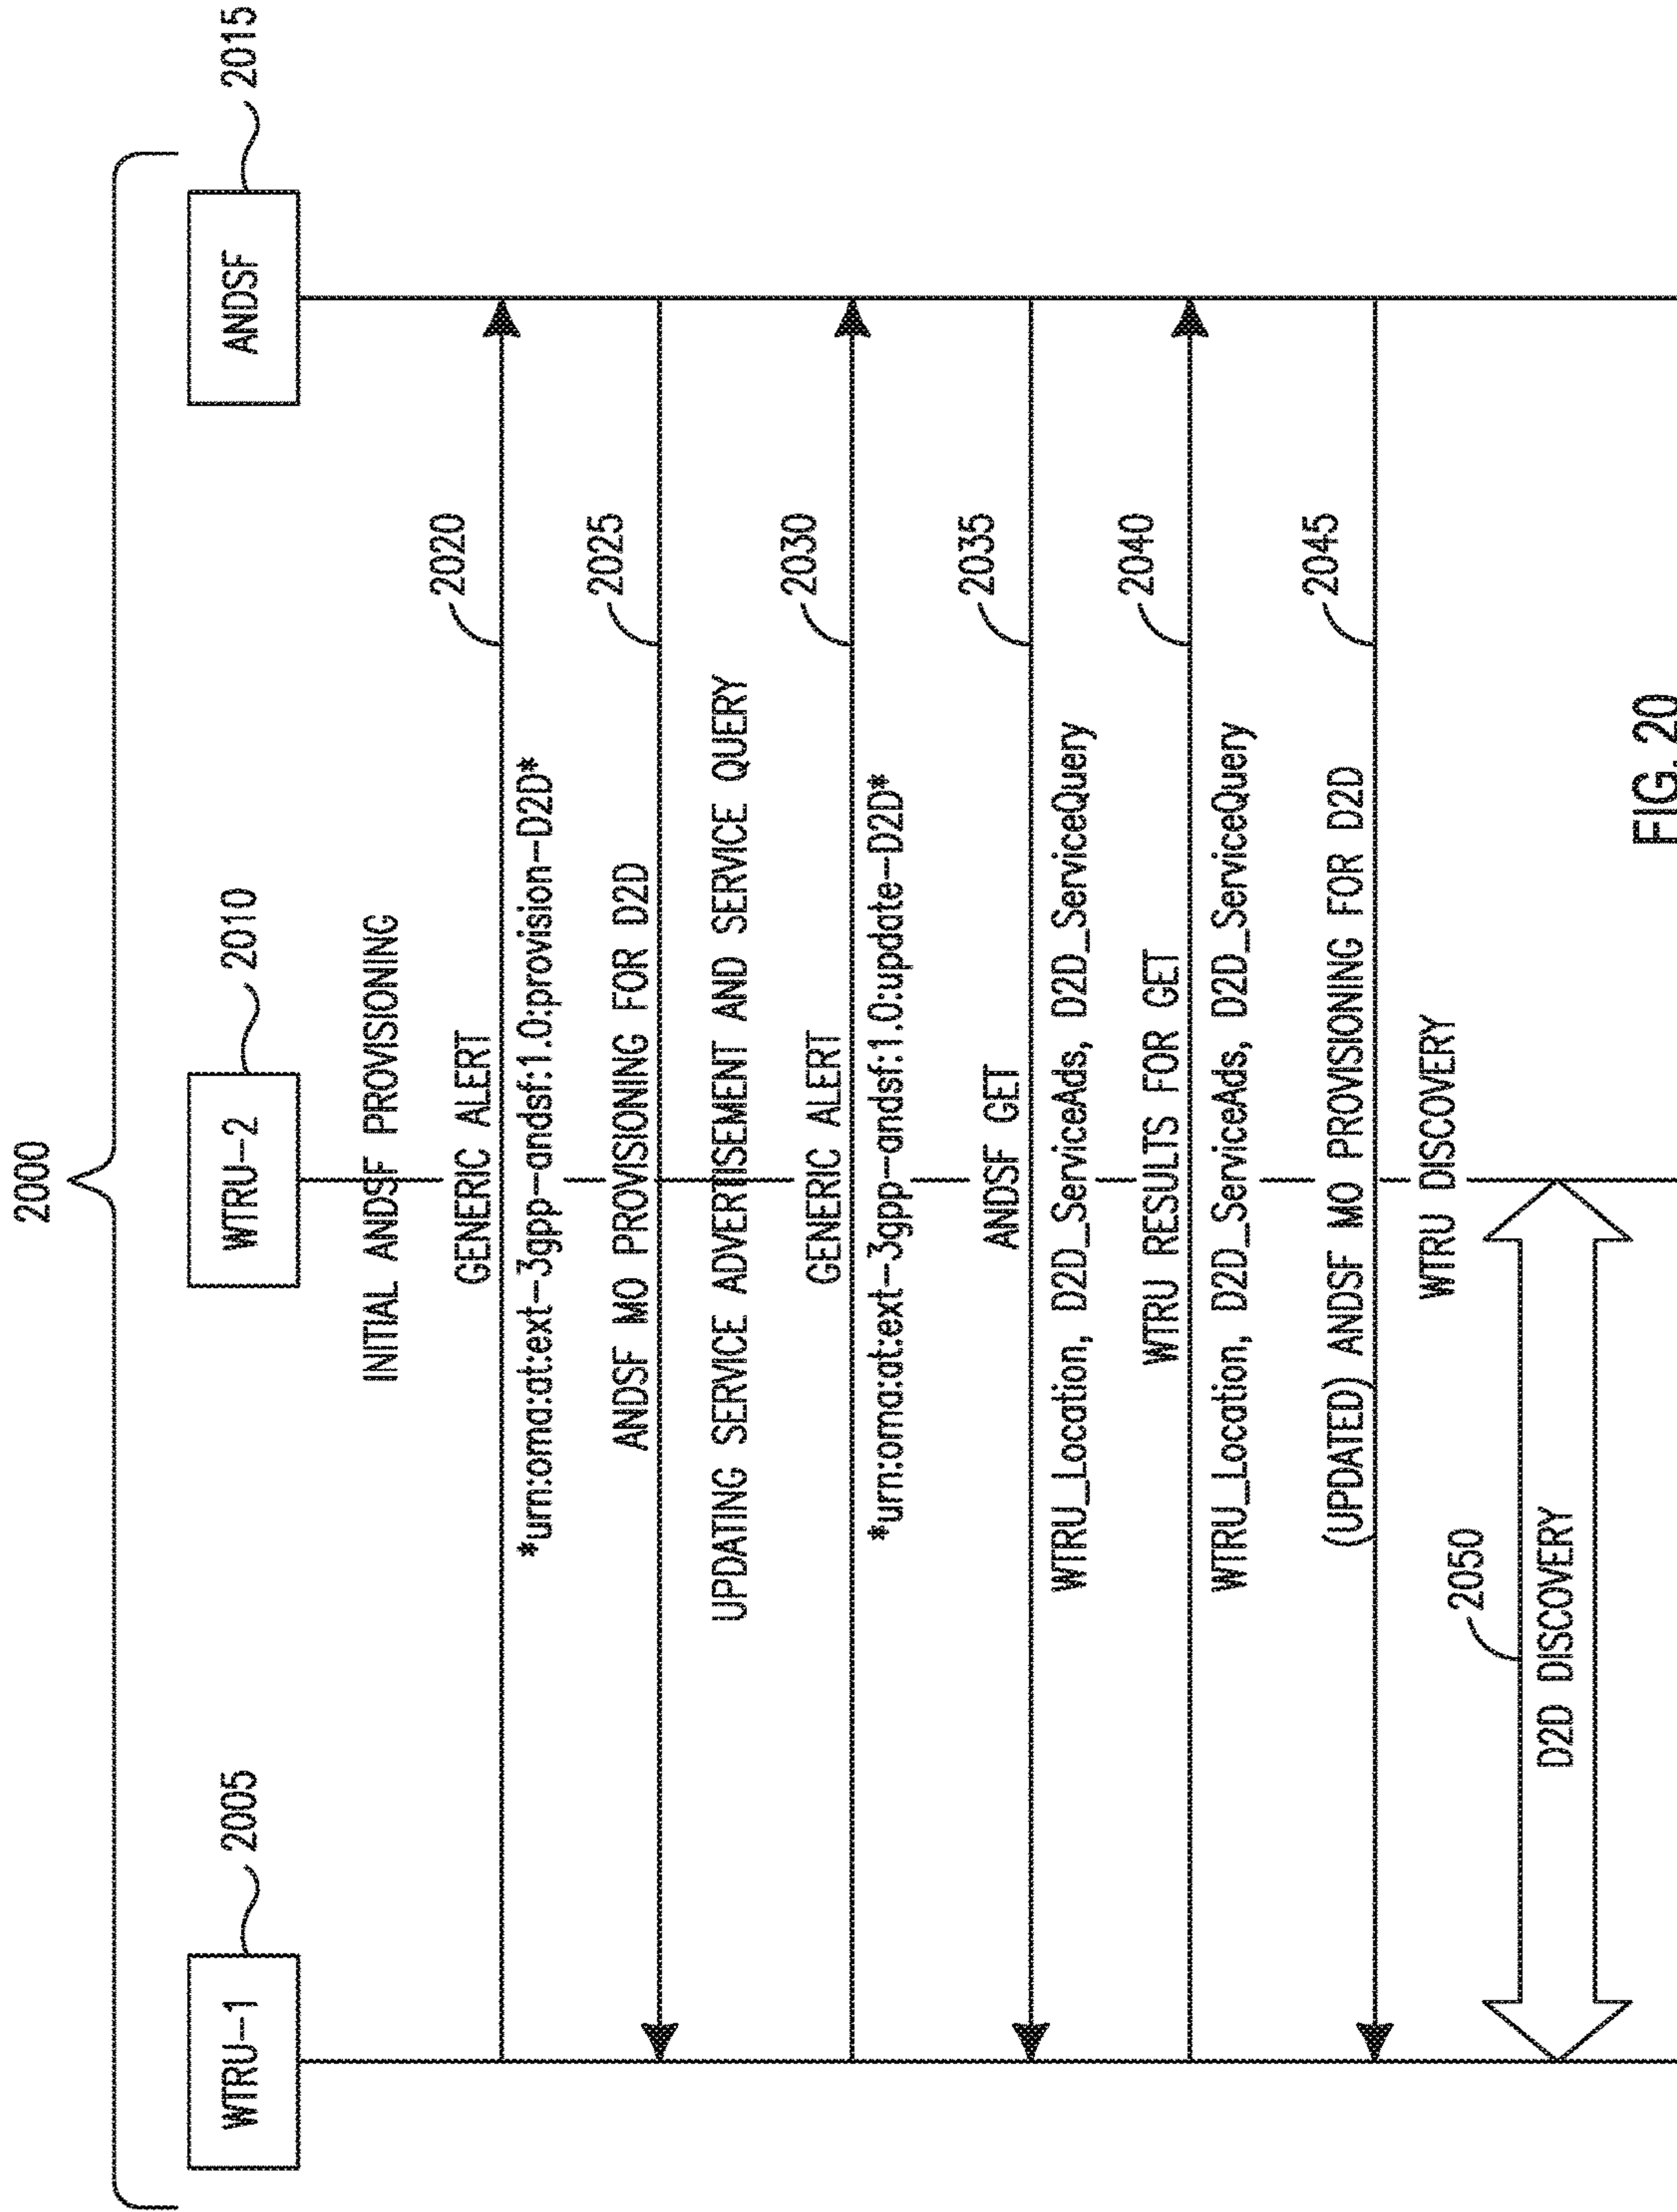 2000
WTRU-1
2005
WTRU-2
2010
ANDSF
2015
INITIAL ANDSF PROVISIONING
GENERIC ALERT
2020
*urn:oma:at:ext-3gpp-andsf:1.0:provision-D2D*
ANDSF MO PROVISIONING FOR D2D
2025
UPDATING SERVICE ADVERTISEMENT AND SERVICE QUERY
GENERIC ALERT
2030
*urn:oma:at:ext-3gpp-andsf:1.0:update-D2D*
ANDSF GET
2035
WTRU_Location, D2D_ServiceAds, D2D_ServiceQuery
WTRU RESULTS FOR GET
2040
WTRU_Location, D2D_ServiceAds, D2D_ServiceQuery
(UPDATED) ANDSF MO PROVISIONING FOR D2D
2045
WTRU DISCOVERY
2050
D2D DISCOVERY
FIG. 20